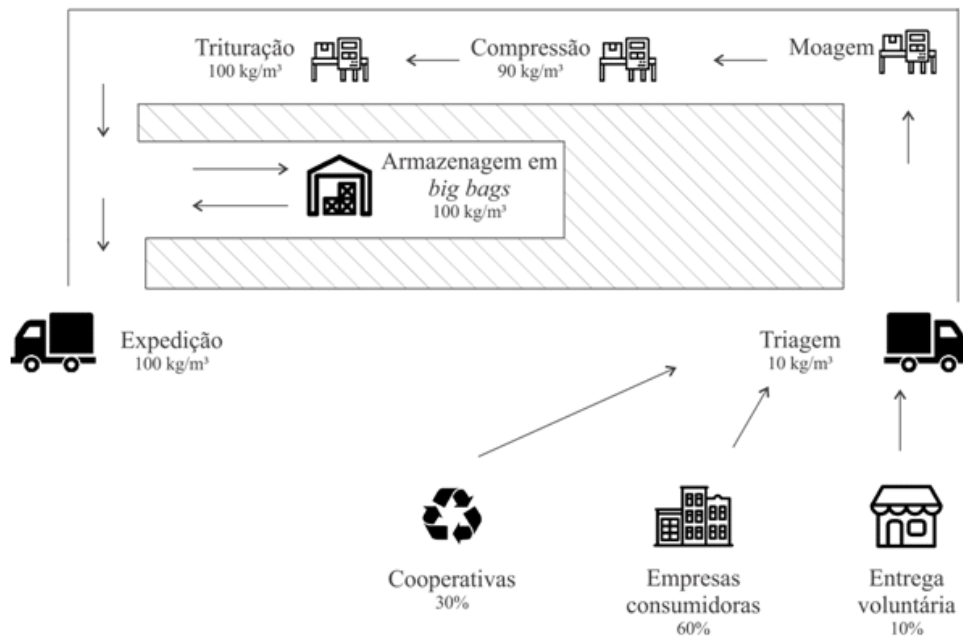 Trituração
100 kg/m³
Compressão
90 kg/m³
Moagem
Armazenagem em
big bags
100 kg/m³
Expedição
100 kg/m³
Triagem
10 kg/m³
Cooperativas
30%
Empresas
consumidoras
60%
Entrega
voluntária
10%